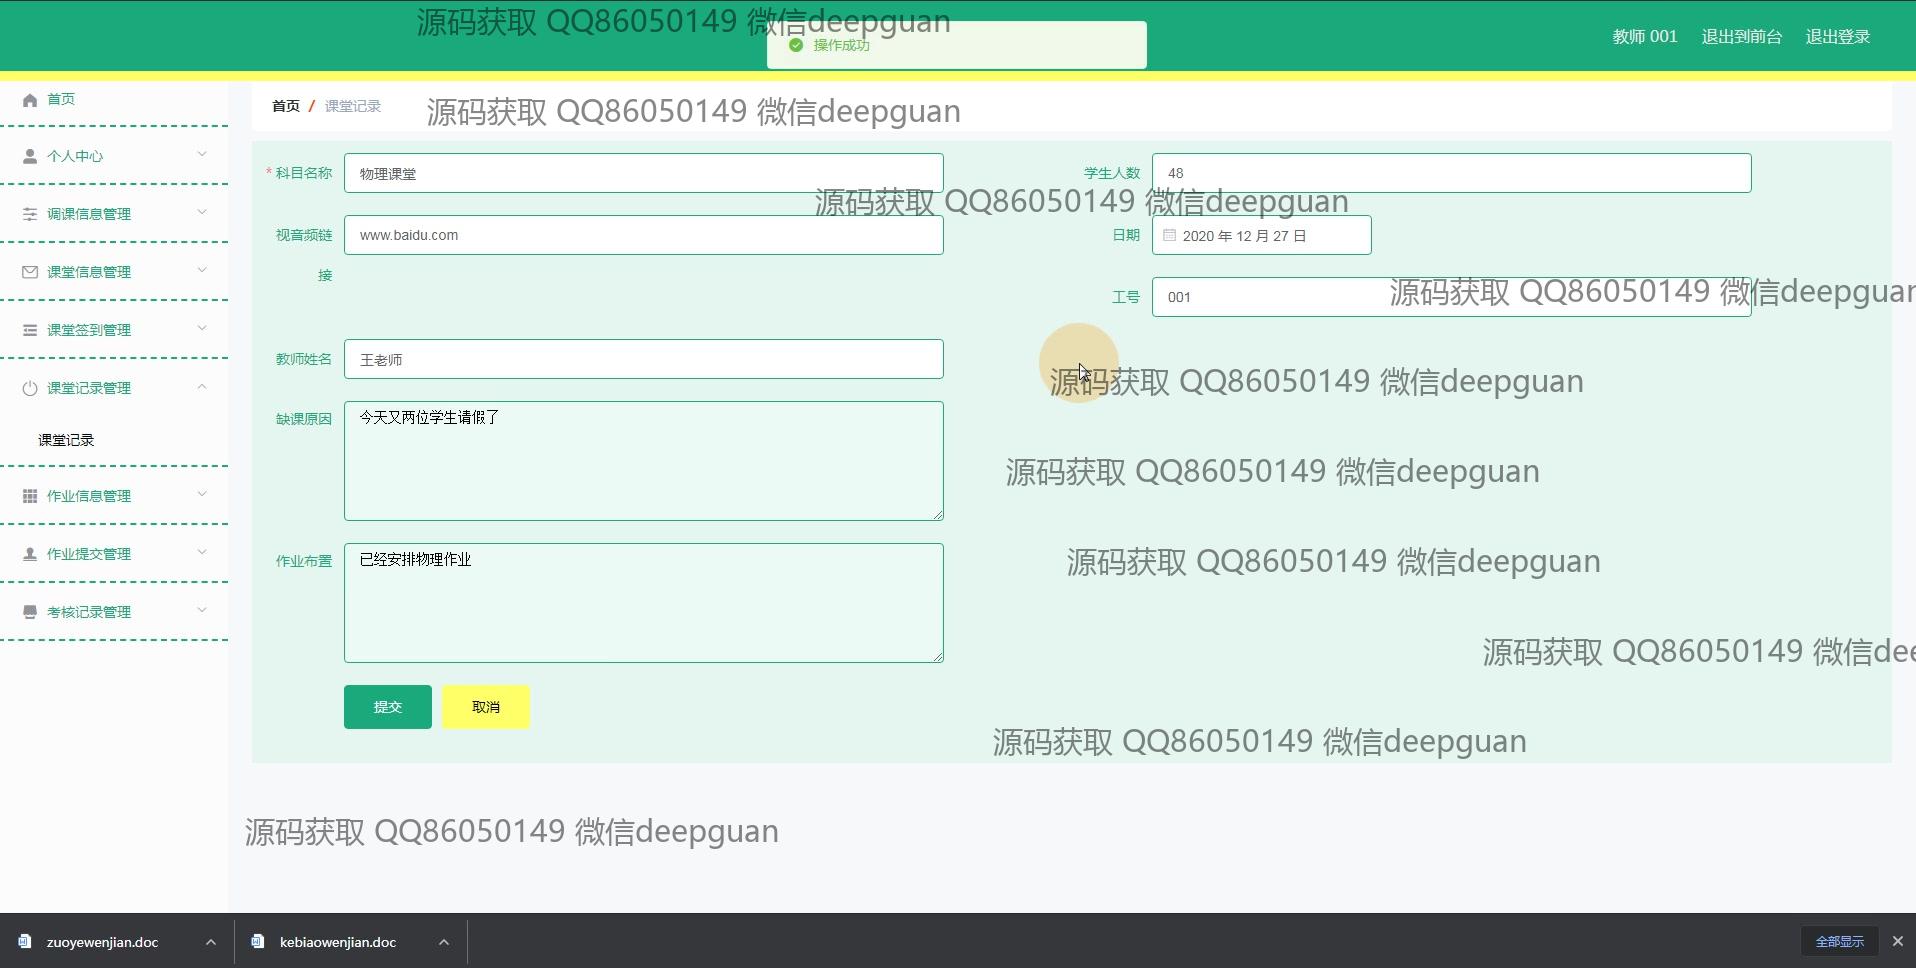 源码获取 QQ86050149 微信deepguan
操作成功
教师 001
退出到前台
退出登录
首页
个人中心
调课信息管理
课堂信息管理
课堂签到管理
课堂记录管理
课堂记录
作业信息管理
作业提交管理
考核记录管理
首页 / 课堂记录
源码获取 QQ86050149 微信deepguan
* 科目名称
物理课堂
学生人数
48
源码获取 QQ86050149 微信deepguan
视音频链
接
www.baidu.com
日期
2020 年 12 月 27 日
工号
001
源码获取 QQ86050149 微信deepguan
教师姓名
王老师
源码获取 QQ86050149 微信deepguan
缺课原因
今天又两位学生请假了
源码获取 QQ86050149 微信deepguan
作业布置
已经安排物理作业
源码获取 QQ86050149 微信deepguan
源码获取 QQ86050149 微信dee
提交
取消
源码获取 QQ86050149 微信deepguan
源码获取 QQ86050149 微信deepguan
zuoyewenjian.doc
kebiaowenjian.doc
全部显示